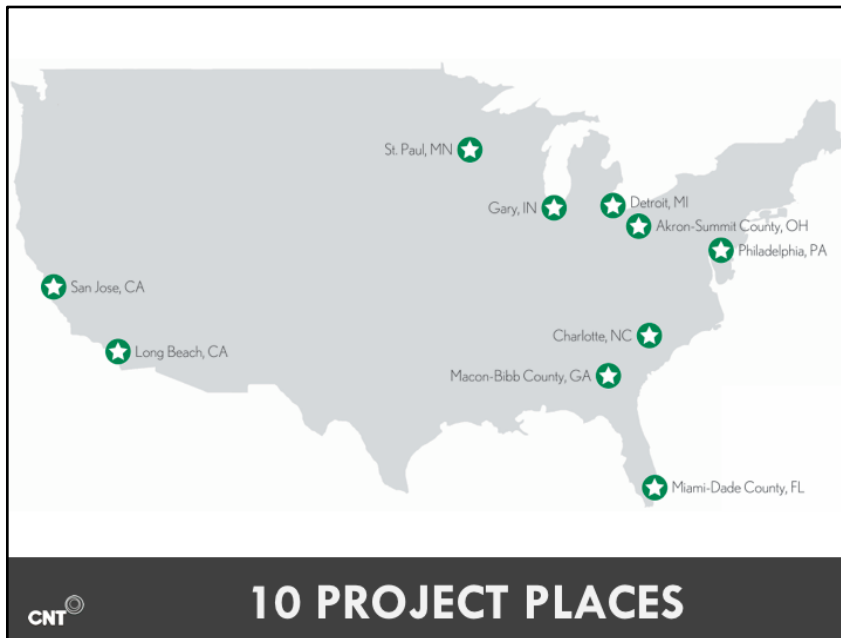 St. Paul, MN
Gary, IN
Detroit, MI
Akron-Summit County, OH
Philadelphia, PA
San Jose, CA
Charlotte, NC
Long Beach, CA
Macon-Bibb County, GA
Miami-Dade County, FL
CNT
10 PROJECT PLACES